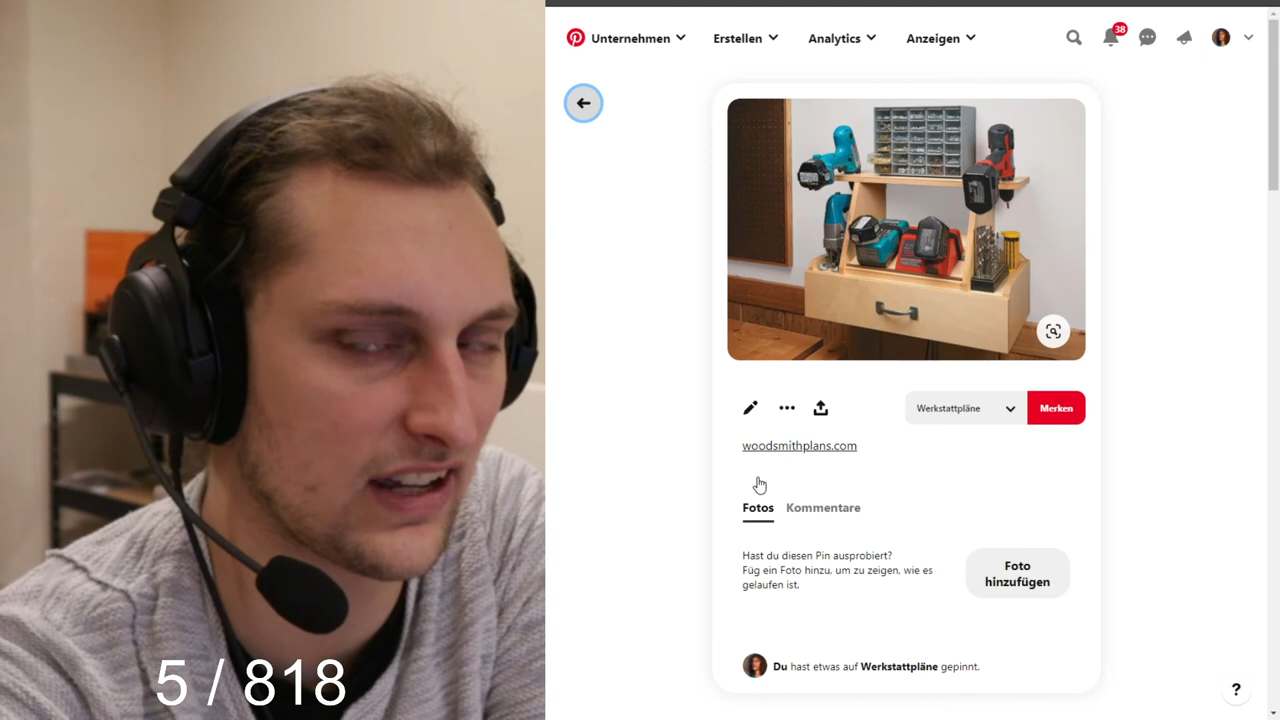 Unternehmen
Erstellen
Analytics
Anzeigen
38
Werkstattpläne
Merken
woodsmithplans.com
Fotos
Kommentare
Hast du diesen Pin ausprobiert?
Füg ein Foto hinzu, um zu zeigen, wie es
gelaufen ist.
Foto
hinzufügen
Du hast etwas auf Werkstattpläne gepinnt.
?
5 / 818